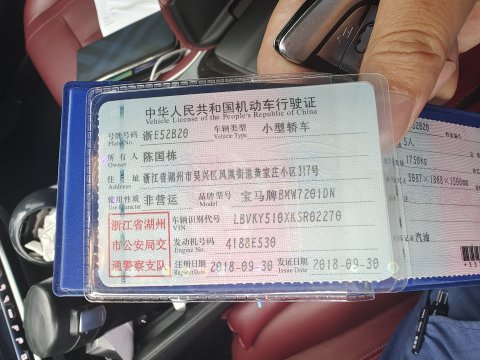 中华人民共和国机动车行驶证
Vehicle License of the People's Republic of China
号牌号码 浙E52B20 车辆类型 小型轿车
Plate No. Vehicle Type
所有人 陈国栋
Owner
住址 浙江省湖州市吴兴区凤凰街道黄家庄小区317号
Address
使用性质 非营运 品牌型号 宝马牌BMW7201DN
Use Character Model
浙江省湖州
市公安局交
通警察支队
车辆识别代号 LBVKY510XKSR02270
VIN
发动机号码 4188E530
Engine No.
注册日期 2018-09-30 发证日期 2018-09-30
Register Date Issue Date
52B20
5人
1750kg
汽油